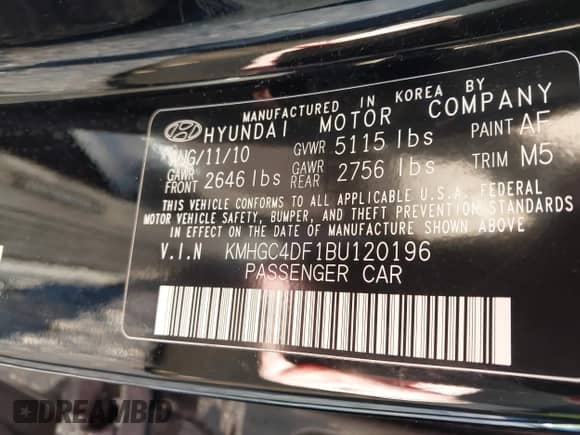 MANUFACTURED IN KOREA BY
HYUNDAI MOTOR COMPANY
AUG/11/10 GVWR 5115 lbs PAINT AF
GAWR FRONT 2646 lbs GAWR REAR 2756 lbs TRIM M5
THIS VEHICLE CONFORMS TO ALL APPLICABLE U.S.A. FEDERAL
MOTOR VEHICLE SAFETY, BUMPER, AND THEFT PREVENTION STANDARDS
IN EFFECT ON THE DATE OF MANUFACTURE SHOWN ABOVE.
V.I.N KMHGC4DF1BU120196
PASSENGER CAR
DREAMBID